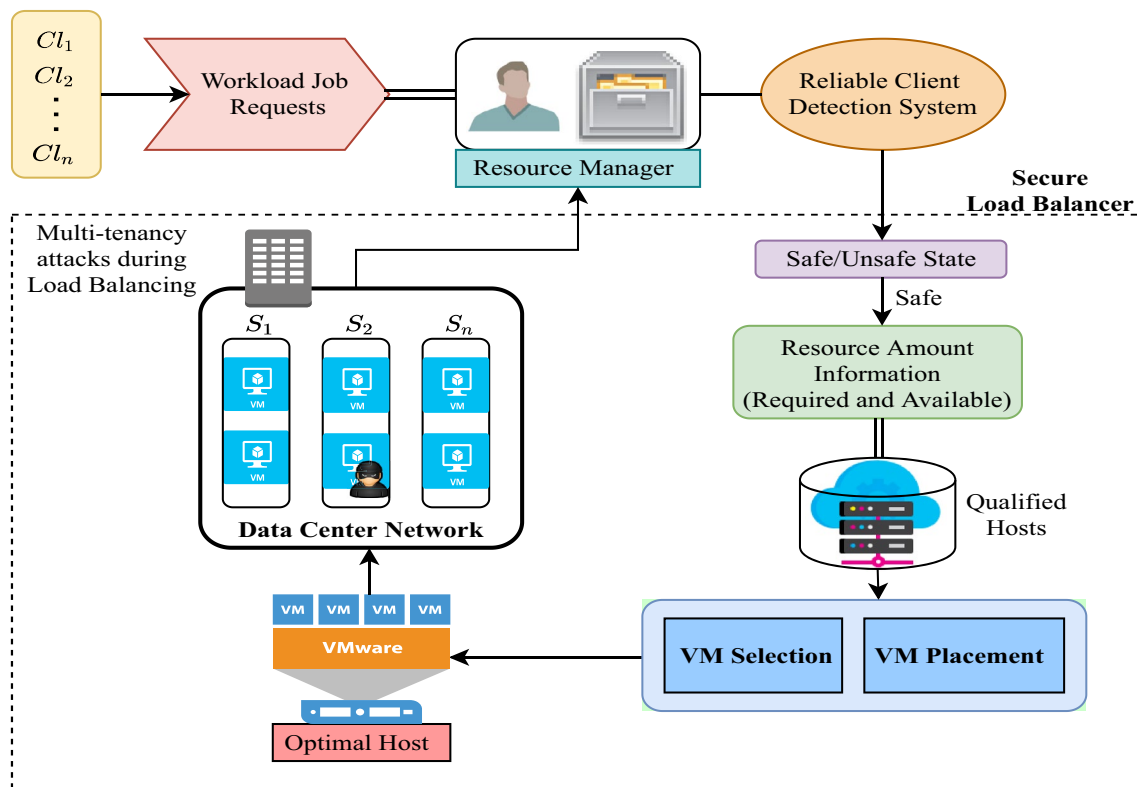 Cl₁
Cl₂
⋮
Clₙ
Workload Job
Requests
Resource Manager
Reliable Client
Detection System
Secure
Load Balancer
Multi-tenancy
attacks during
Load Balancing
Safe/Unsafe State
Safe
Resource Amount
Information
(Required and Available)
Qualified
Hosts
S₁ S₂ Sₙ
VM VM VM
VM VM VM
Data Center Network
VM VM VM VM
VMware
Optimal Host
VM Selection VM Placement